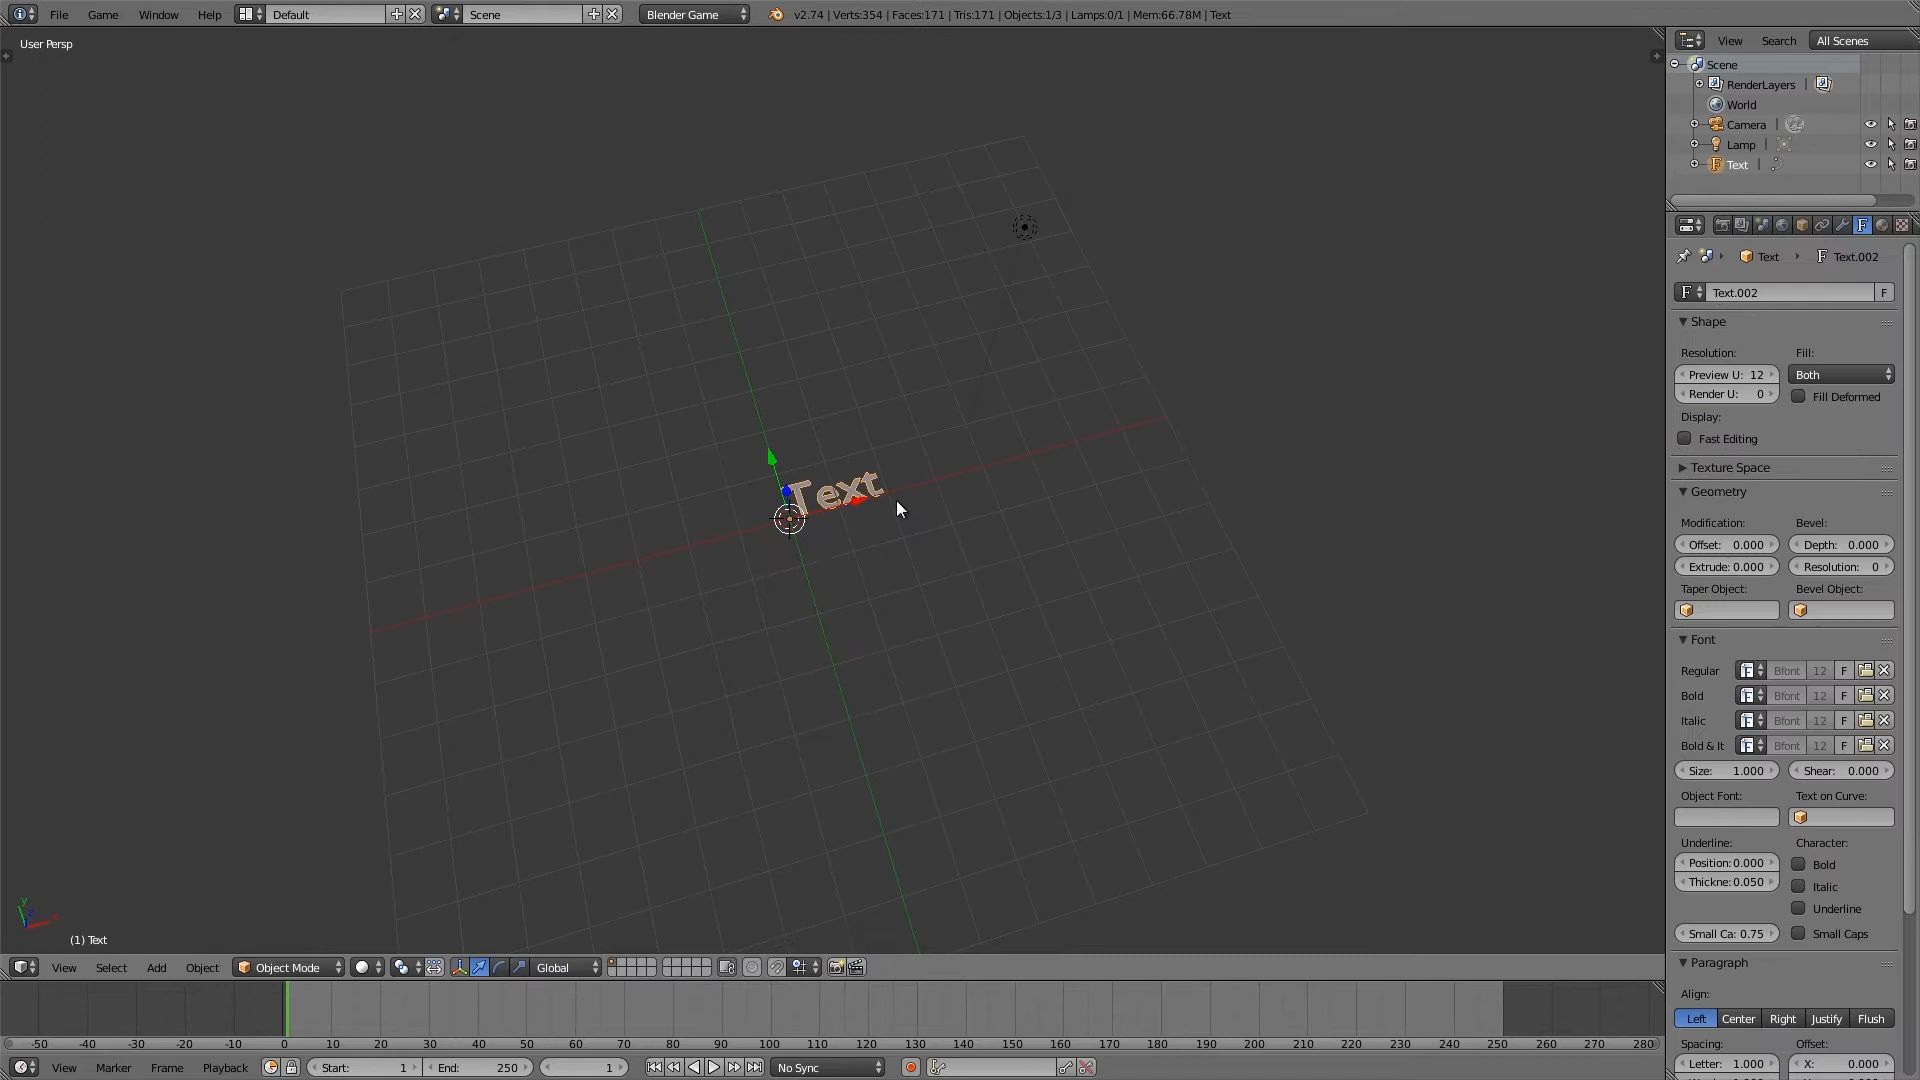 File Game Window Help Default Scene Blender Game v2.74 | Verts:354 | Faces:171 | Tris:171 | Objects:1/3 | Lamps:0/1 | Mem:66.78M | Text
User Persp
View Search All Scenes
Scene
RenderLayers
World
Camera
Lamp
Text
Text Text.002
Text.002 F
Shape
Resolution: Fill:
Preview U: 12 Both
Render U: 0 Fill Deformed
Display:
Fast Editing
Texture Space
Geometry
Modification: Bevel:
Offset: 0.000 Depth: 0.000
Extrude: 0.000 Resolution: 0
Taper Object: Bevel Object:
Text
Font
Regular Bfont 12 F
Bold Bfont 12 F
Italic Bfont 12 F
Bold & It Bfont 12 F
Size: 1.000 Shear: 0.000
Object Font: Text on Curve:
Underline: Character:
Position: 0.000 Bold
Thickne: 0.050 Italic
Underline
Small Ca: 0.75 Small Caps
Paragraph
Align:
Left Center Right Justify Flush
Spacing: Offset:
Letter: 1.000 X: 0.000
(1) Text
View Select Add Object Object Mode Global
-50 -40 -30 -20 -10 0 10 20 30 40 50 60 70 80 90 100 110 120 130 140 150 160 170 180 190 200 210 220 230 240 250 260 270 280
View Marker Frame Playback Start: 1 End: 250 1 No Sync